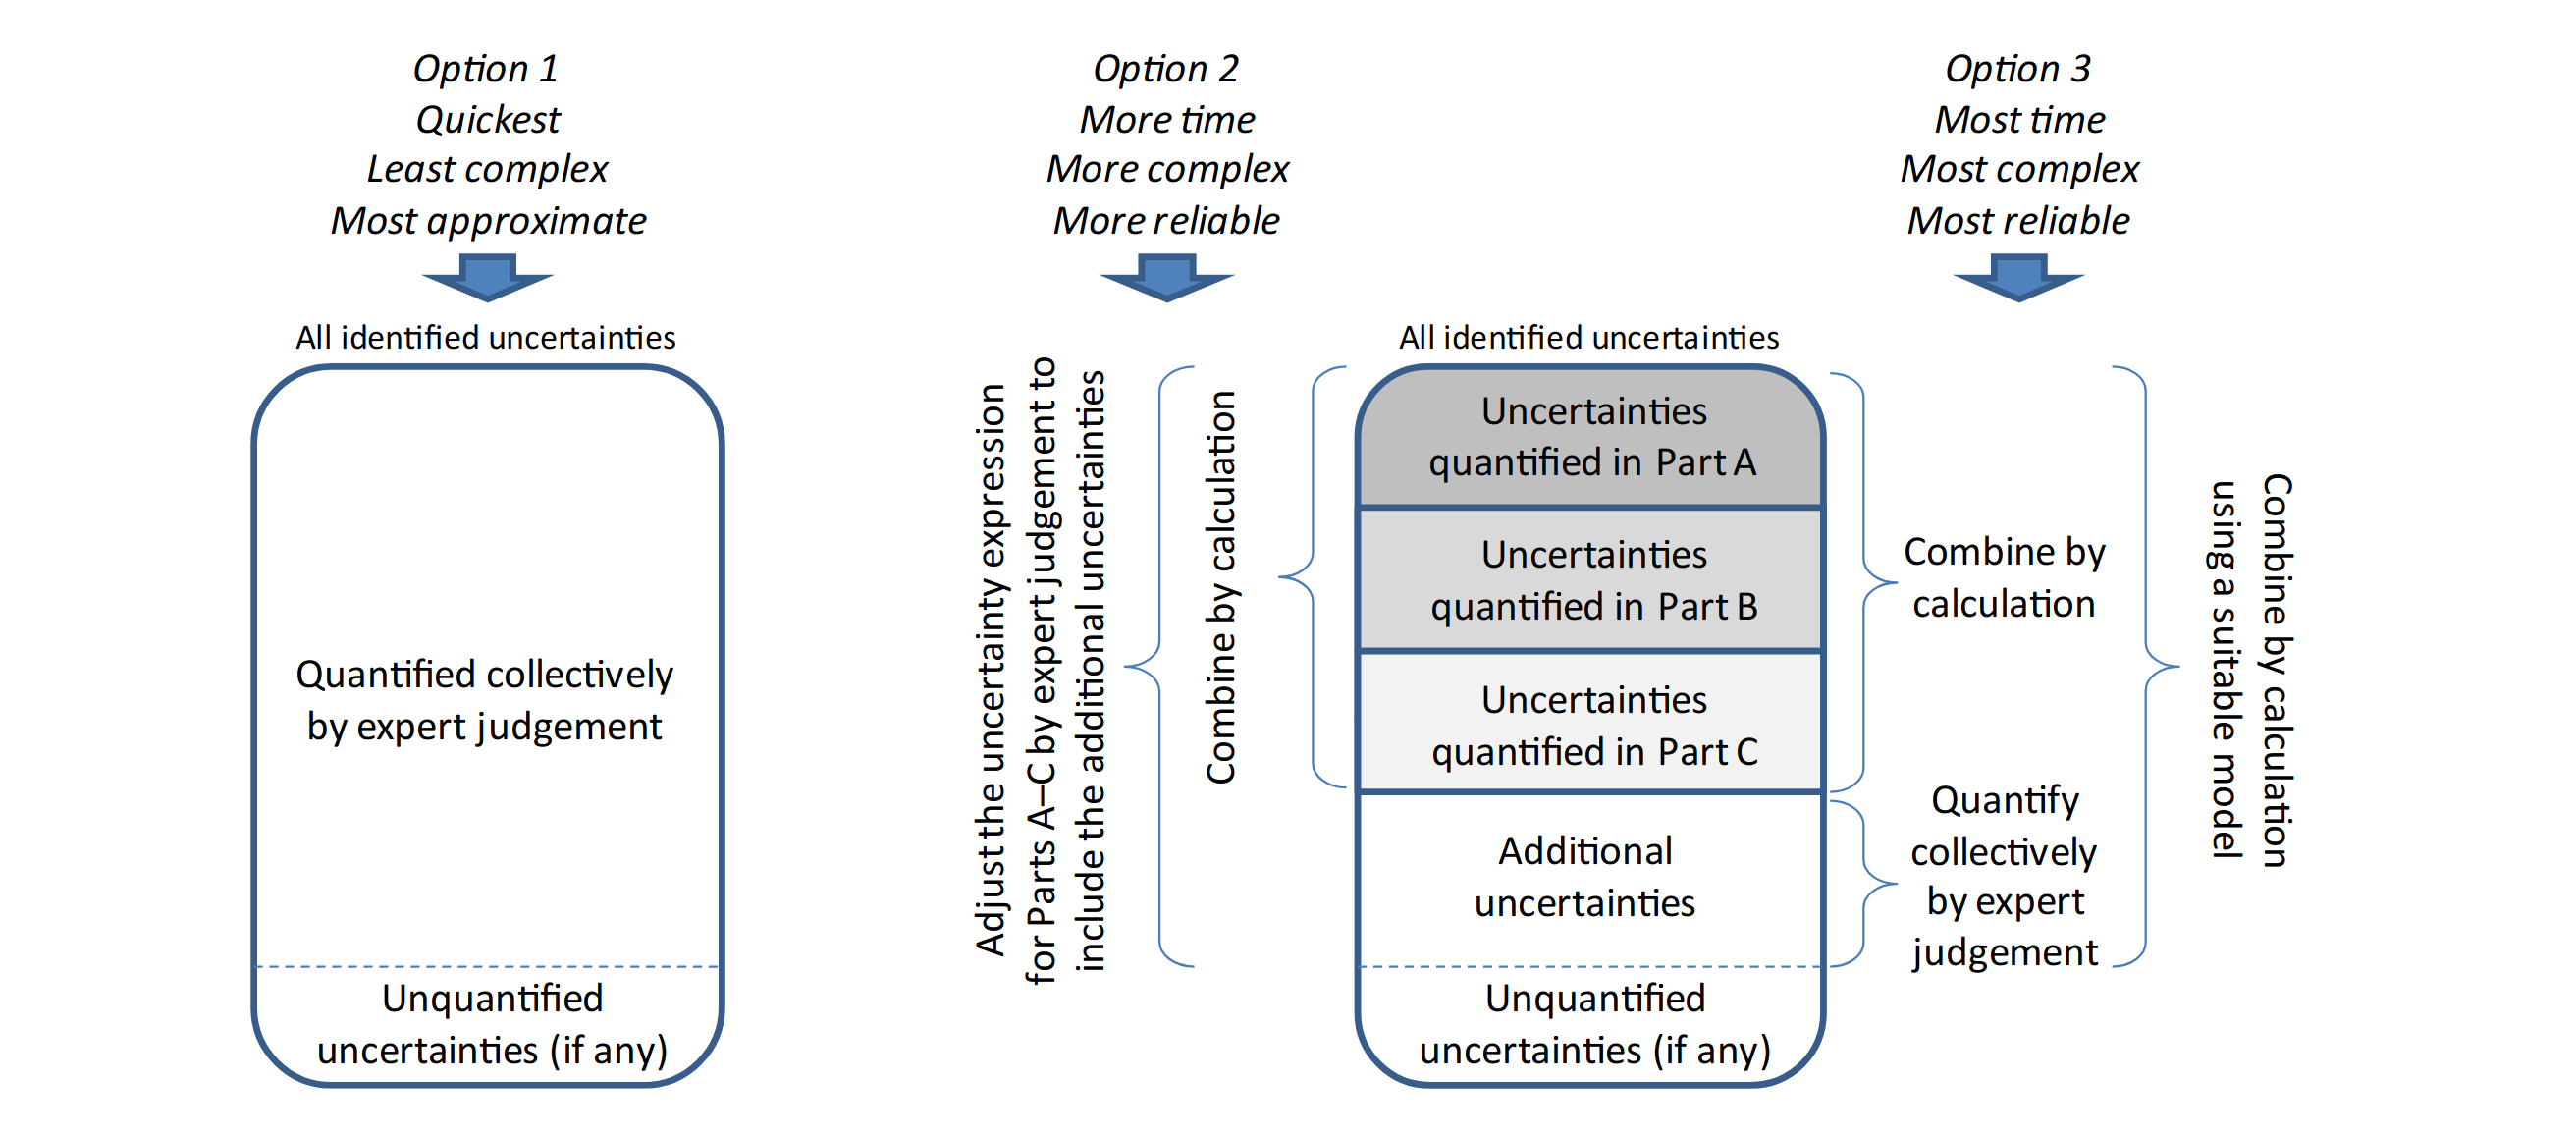 Option 1
Quickest
Least complex
Most approximate
Option 2
More time
More complex
More reliable
Option 3
Most time
Most complex
Most reliable
All identified uncertainties
Quantified collectively
by expert judgement
Unquantified
uncertainties (if any)
Adjust the uncertainty expression
for Parts A–C by expert judgement to
include the additional uncertainties
Combine by calculation
All identified uncertainties
Uncertainties
quantified in Part A
Uncertainties
quantified in Part B
Uncertainties
quantified in Part C
Additional
uncertainties
Unquantified
uncertainties (if any)
Combine by
calculation
Quantify
collectively
by expert
judgement
Combine by calculation
using a suitable model